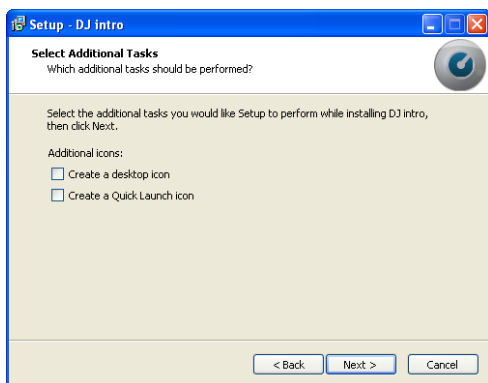 Setup - DJ intro
Select Additional Tasks
Which additional tasks should be performed?
Select the additional tasks you would like Setup to perform while installing DJ intro,
then click Next.
Additional icons:
Create a desktop icon
Create a Quick Launch icon
< Back
Next >
Cancel